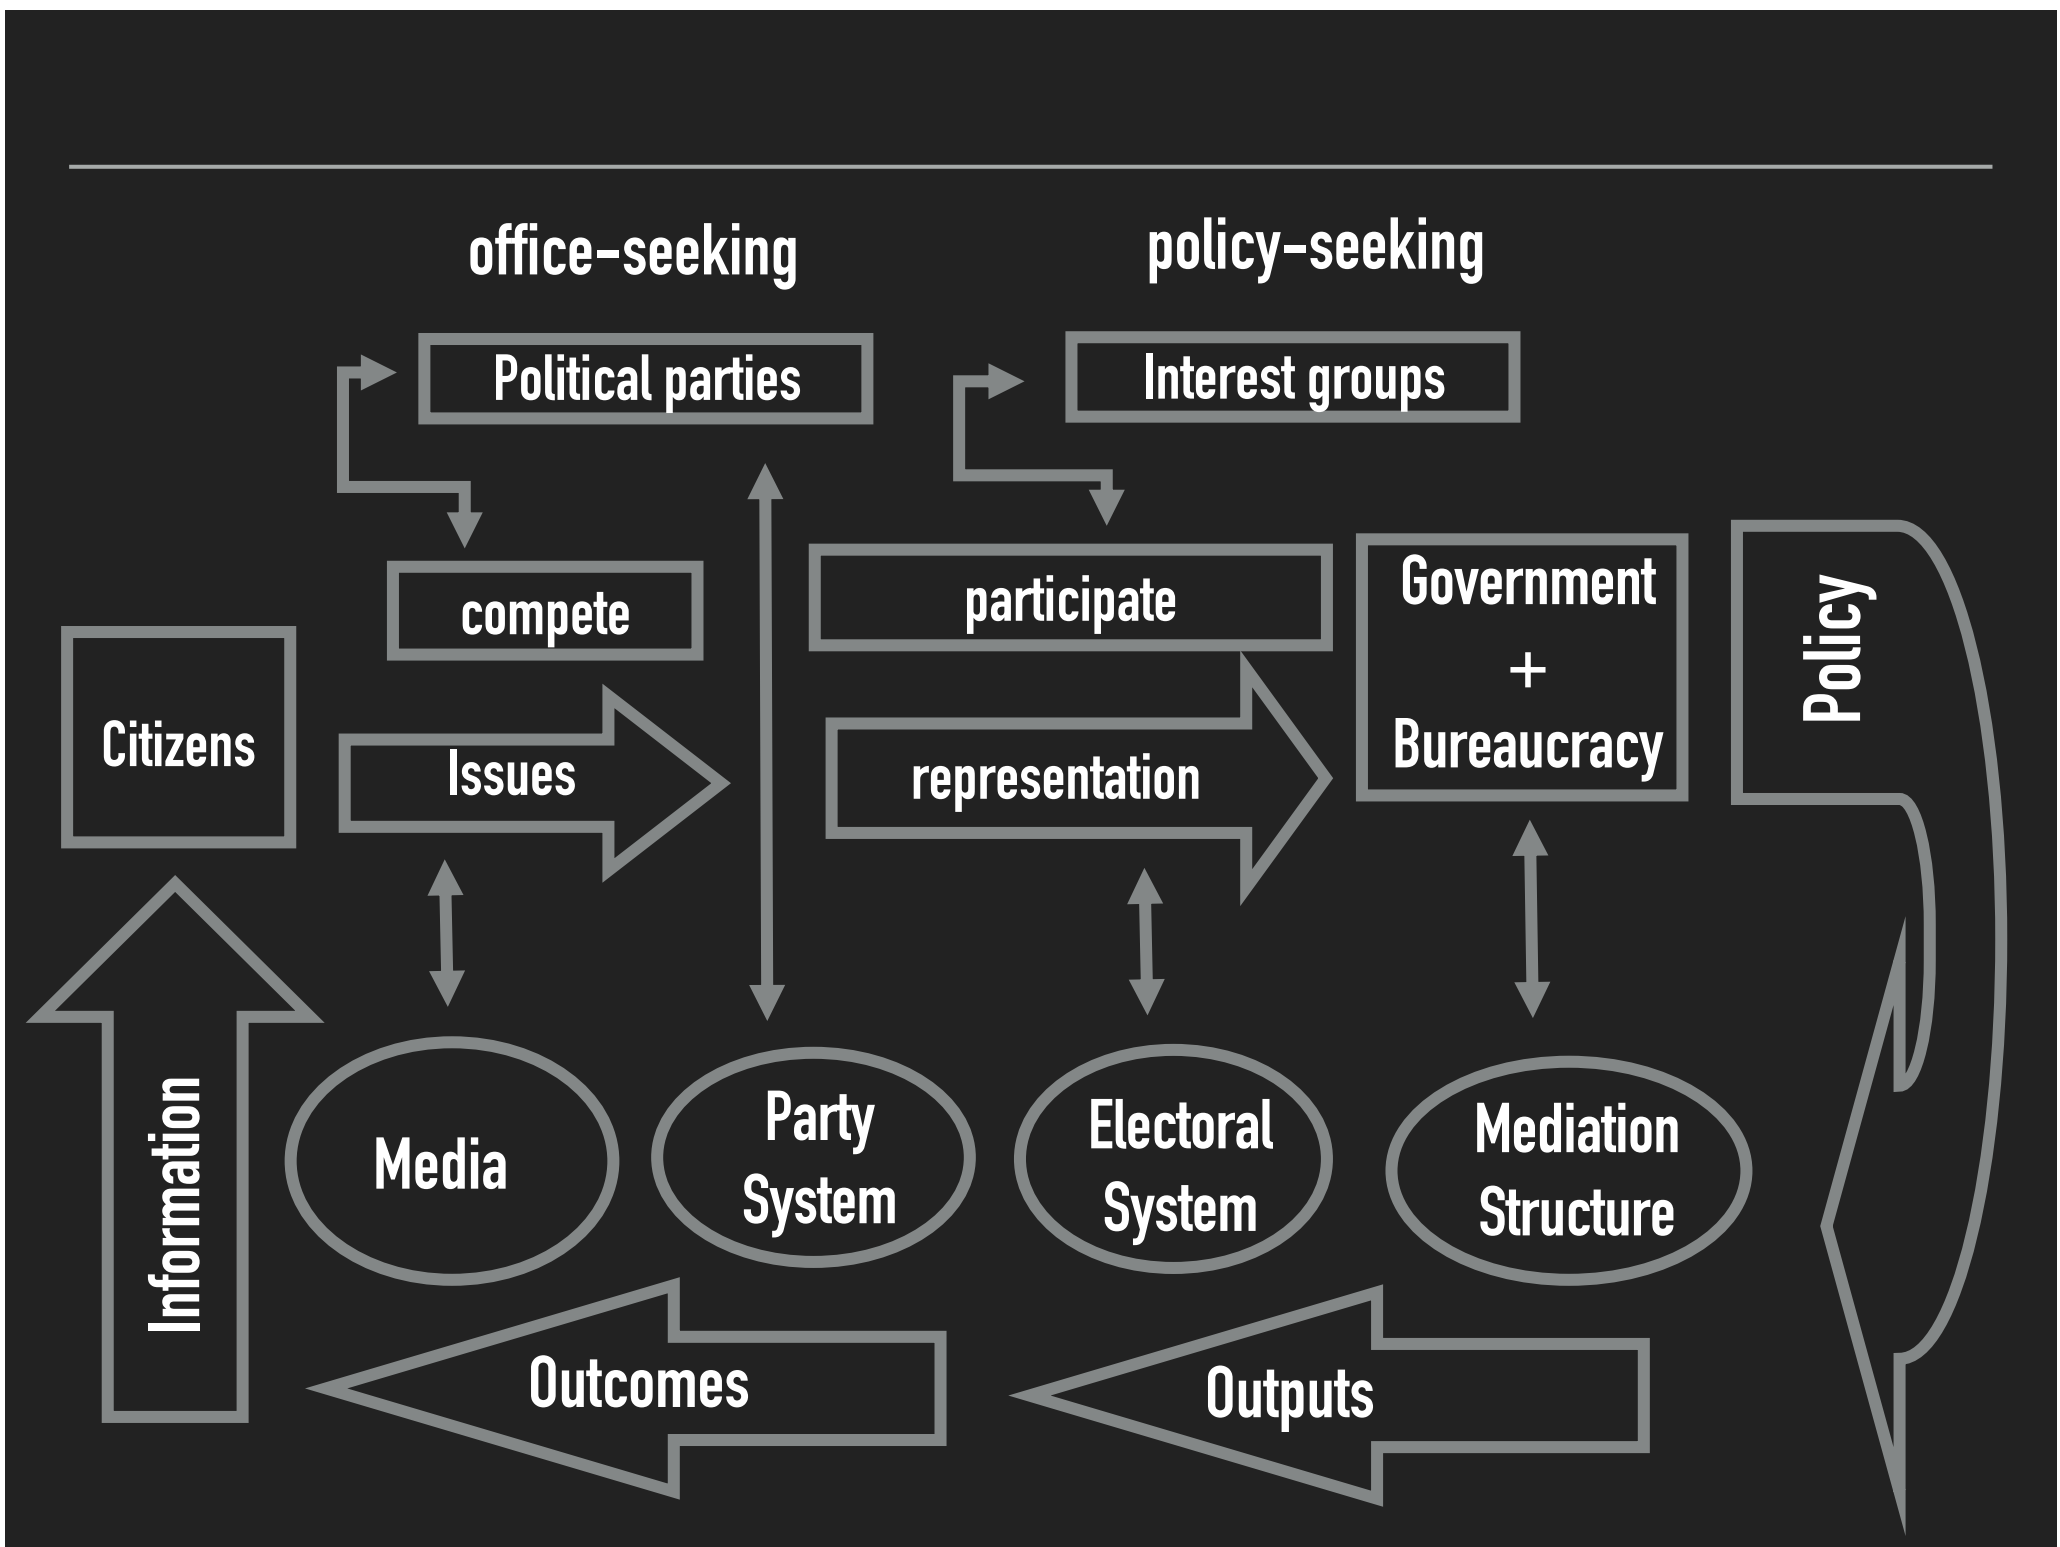 office-seeking
policy-seeking
Political parties
Interest groups
compete
participate
Government
+
Bureaucracy
Policy
Citizens
Issues
representation
Information
Media
Party
System
Electoral
System
Mediation
Structure
Outcomes
Outputs